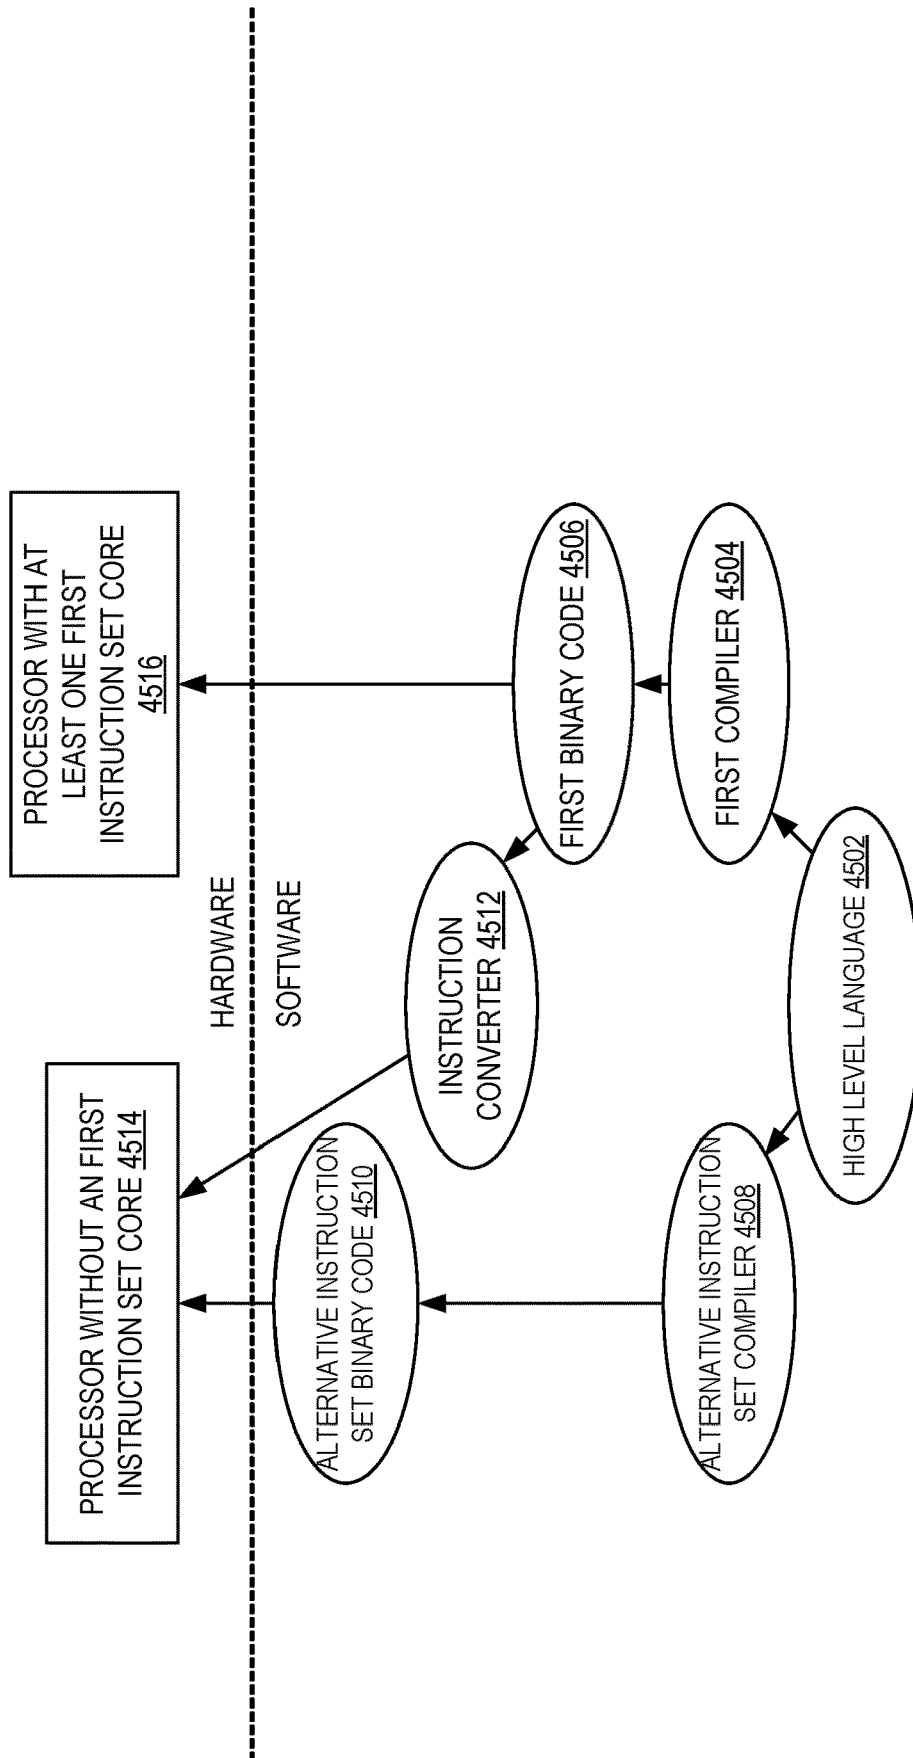 PROCESSOR WITHOUT AN FIRST
INSTRUCTION SET CORE 4514
PROCESSOR WITH AT
LEAST ONE FIRST
INSTRUCTION SET CORE
4516
HARDWARE
SOFTWARE
ALTERNATIVE INSTRUCTION
SET BINARY CODE 4510
INSTRUCTION
CONVERTER 4512
FIRST BINARY CODE 4506
ALTERNATIVE INSTRUCTION
SET COMPILER 4508
FIRST COMPILER 4504
HIGH LEVEL LANGUAGE 4502